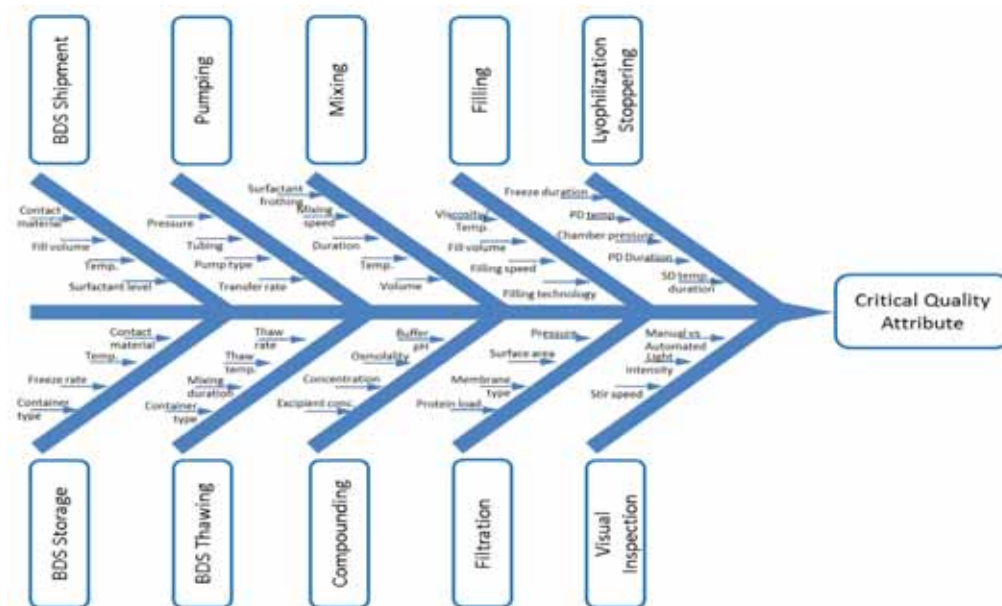 BDS Shipment
Pumping
Mixing
Filling
Lyophilization
Stoppering
Contact
material
Fill volume
Temp.
Surfactant level
Pressure
Tubing
Pump type
Transfer rate
Surfactant
frothing
Mixing
speed
Duration
Temp.
Volume
Viscosity
Temp.
Fill volume
Filling speed
Filling technology
Freeze duration
PD temp.
Chamber pressure
PD Duration
SD temp.
duration
Critical Quality
Attribute
Contact
material
Temp.
Freeze rate
Container
type
Thaw
rate
Thaw
temp.
Mixing
duration
Container
type
Buffer
pH
Osmolality
Concentration
Excipient conc.
Pressure
Surface area
Membrane
type
Protein load
Manual vs
Automated
Light
intensity
Stir speed
BDS Storage
BDS Thawing
Compounding
Filtration
Visual
Inspection